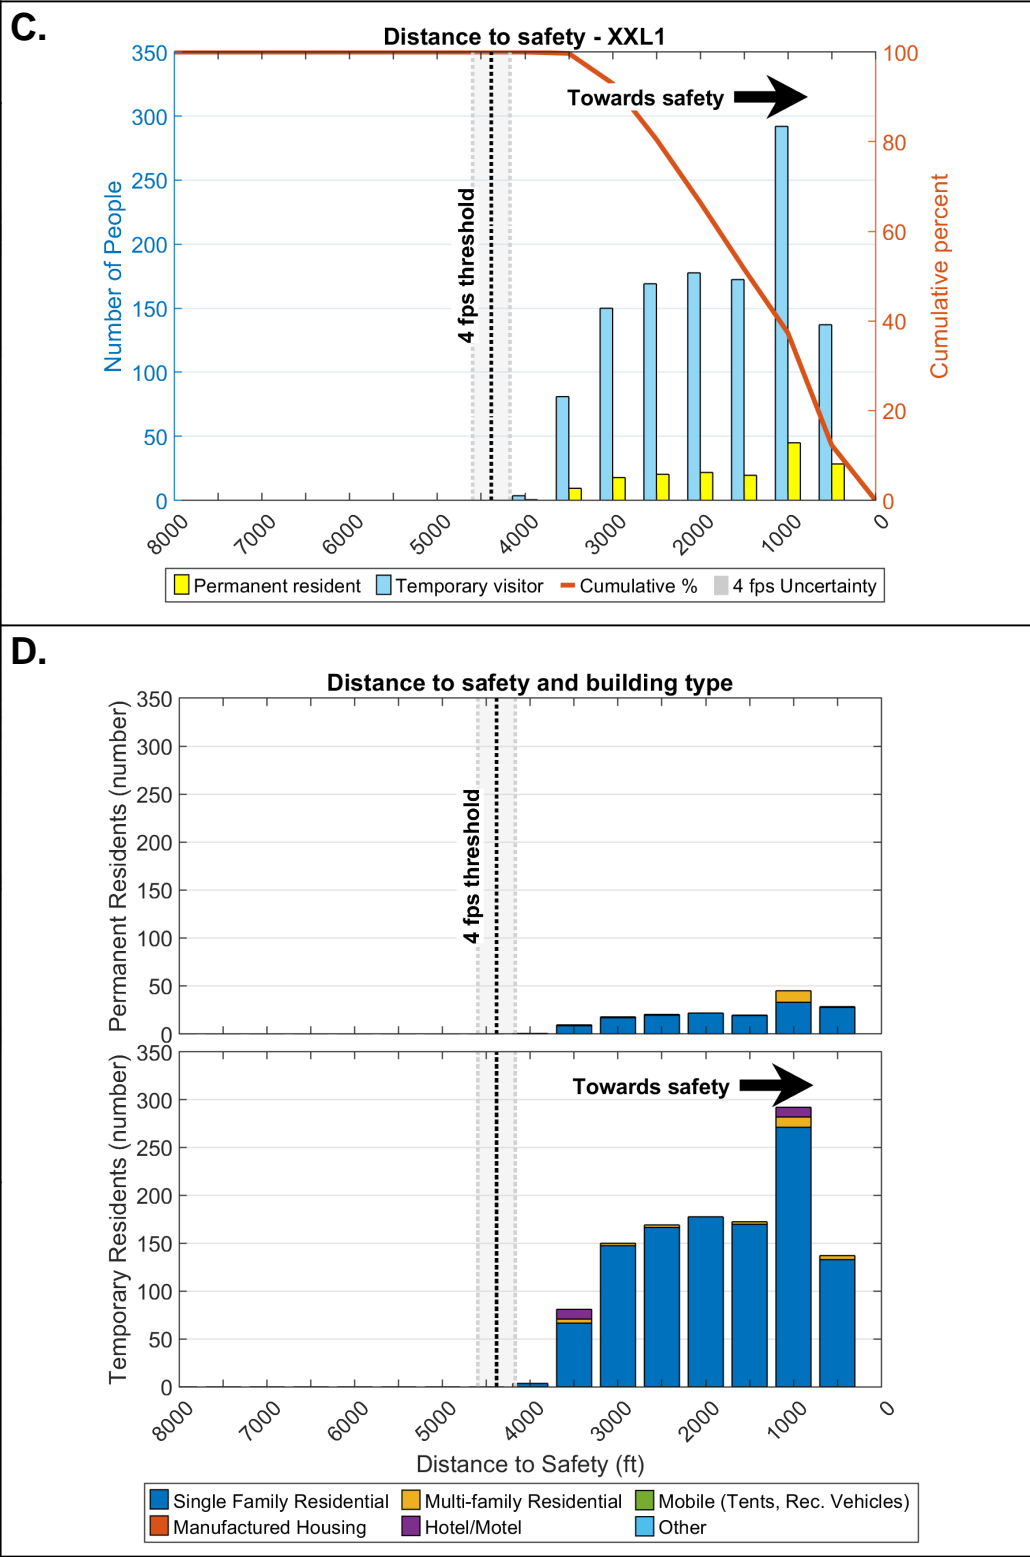 C.
Distance to safety - XXL1
350
300
250
200
150
100
50
0
Number of People
100
80
60
40
20
0
Cumulative percent
Towards safety
4 fps threshold
8000 7000 6000 5000 4000 3000 2000 1000 0
Permanent resident Temporary visitor Cumulative % 4 fps Uncertainty
D.
Distance to safety and building type
350
300
250
200
150
100
50
0
Permanent Residents (number)
4 fps threshold
350
300
250
200
150
100
50
0
Temporary Residents (number)
Towards safety
8000 7000 6000 5000 4000 3000 2000 1000 0
Distance to Safety (ft)
Single Family Residential Multi-family Residential Mobile (Tents, Rec. Vehicles)
Manufactured Housing Hotel/Motel Other